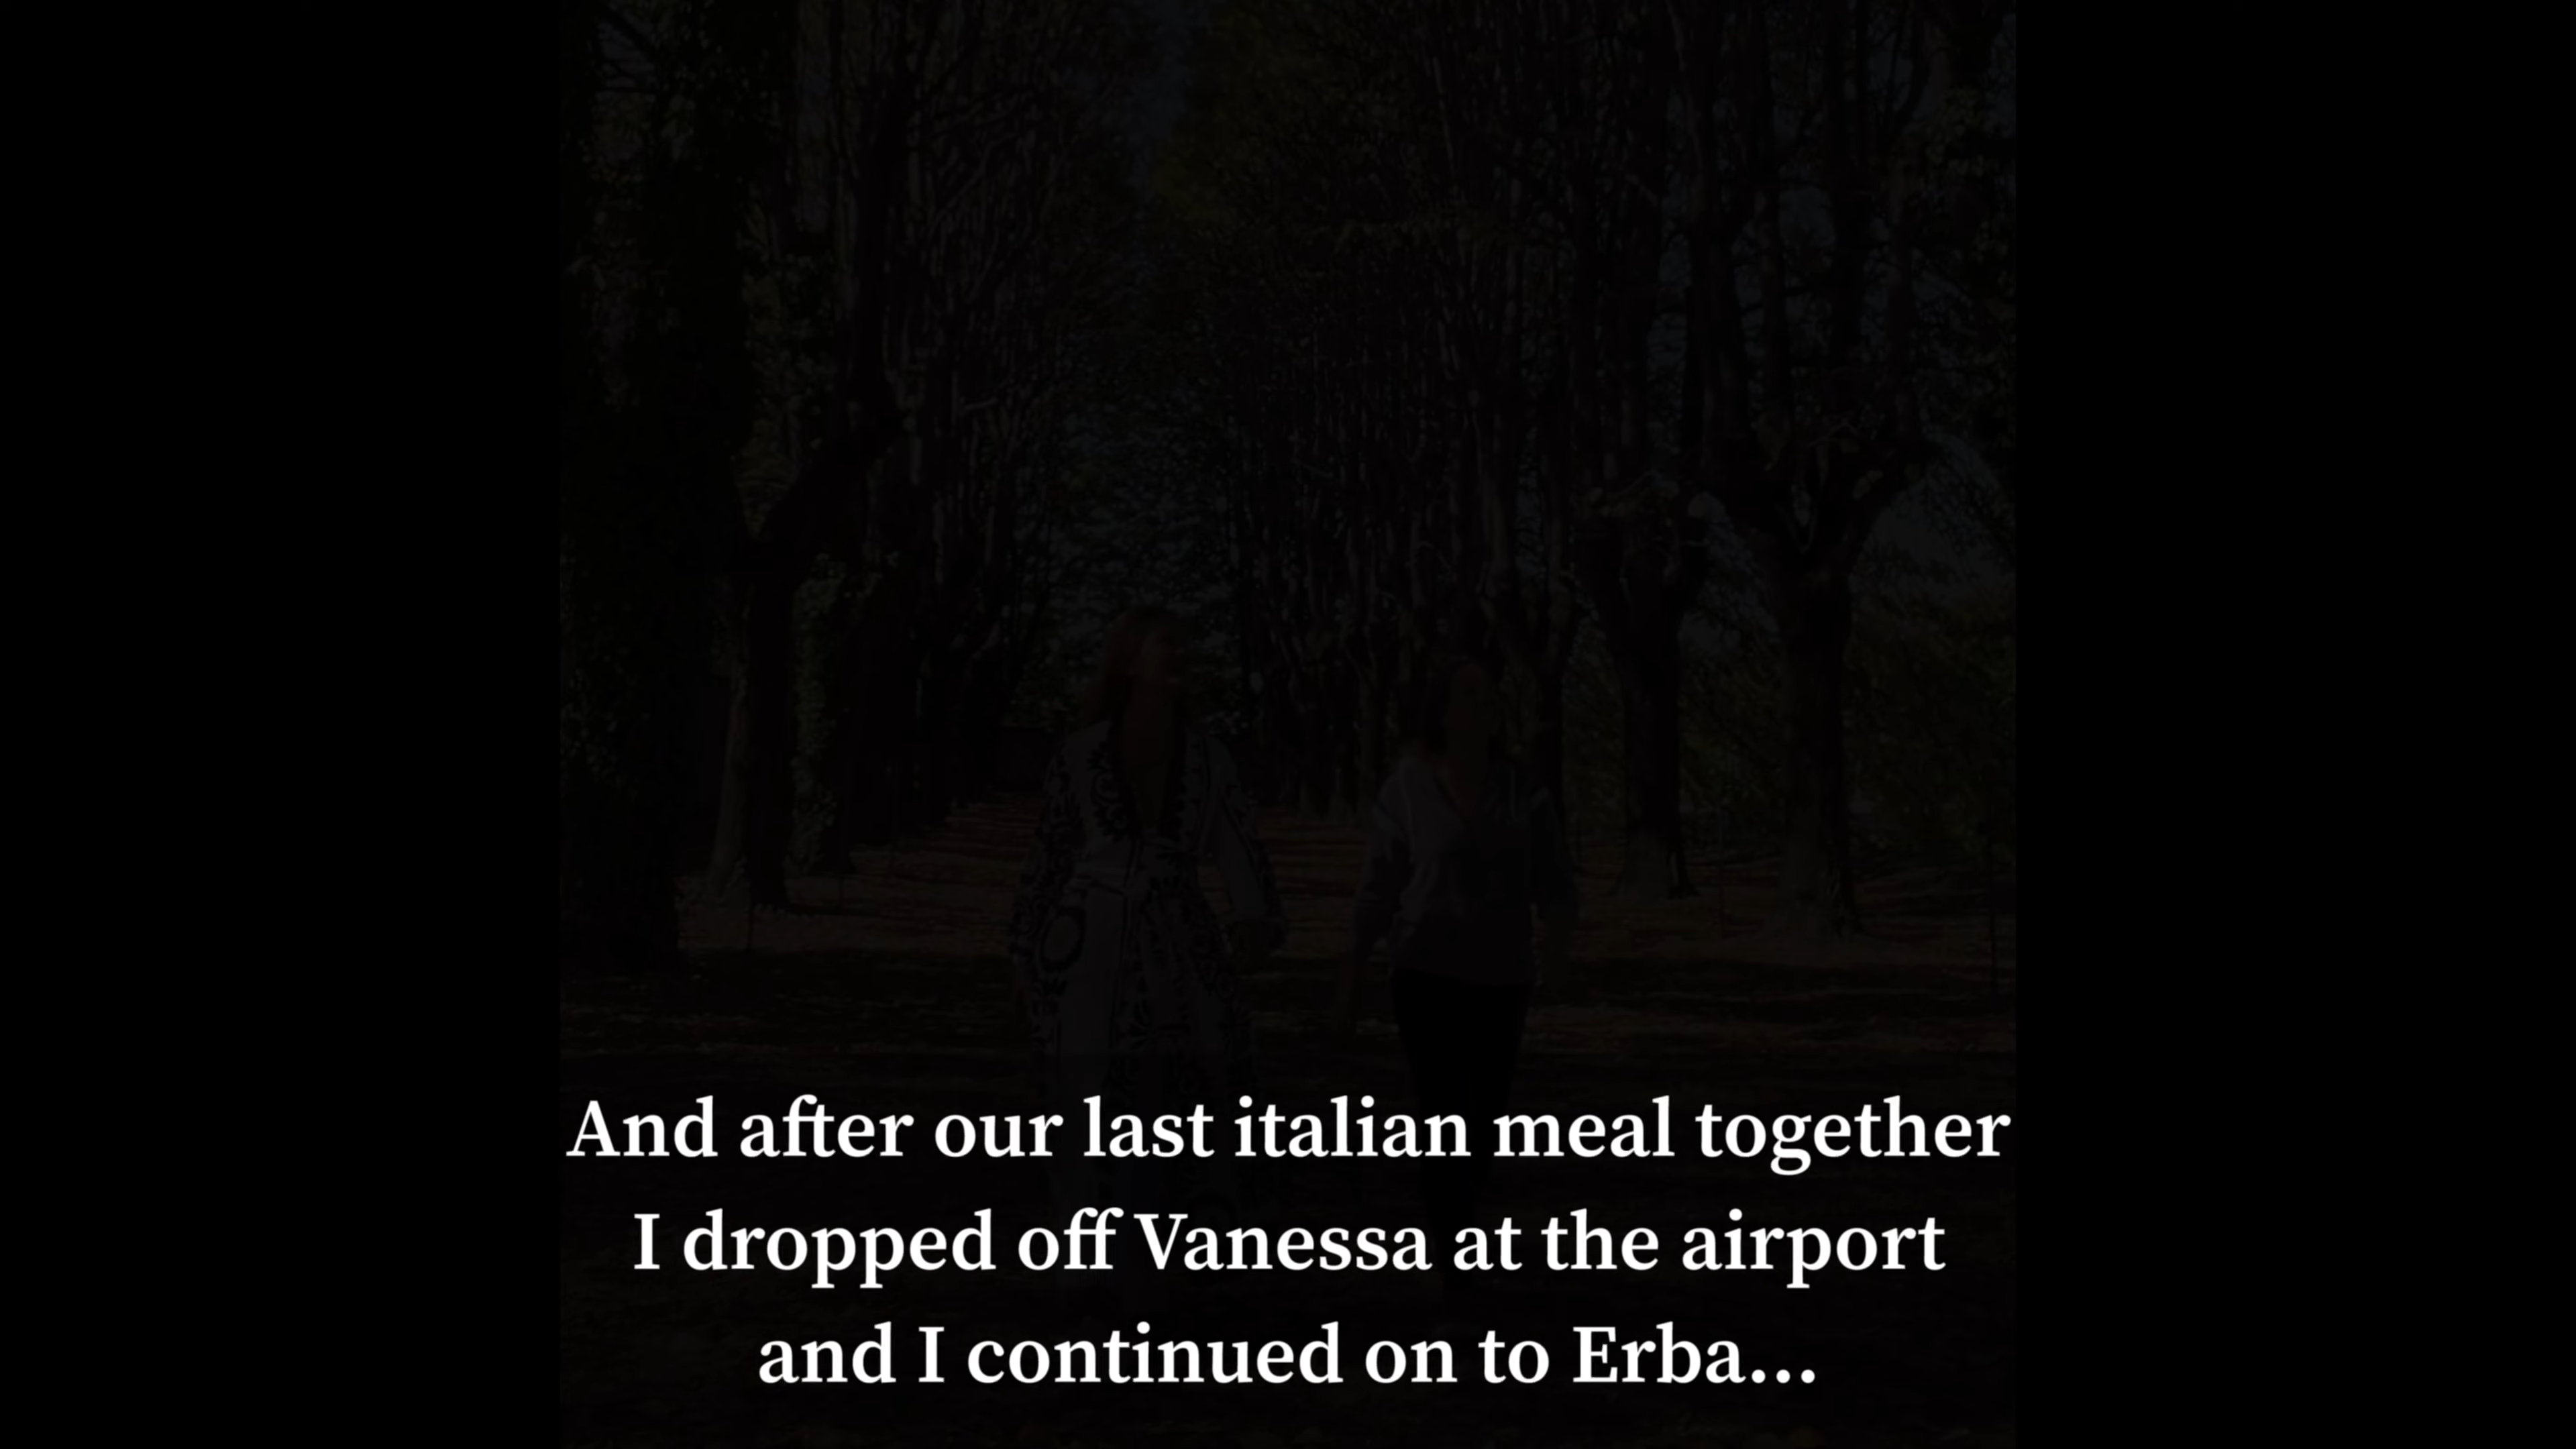 And after our last italian meal together
I dropped off Vanessa at the airport
and I continued on to Erba...